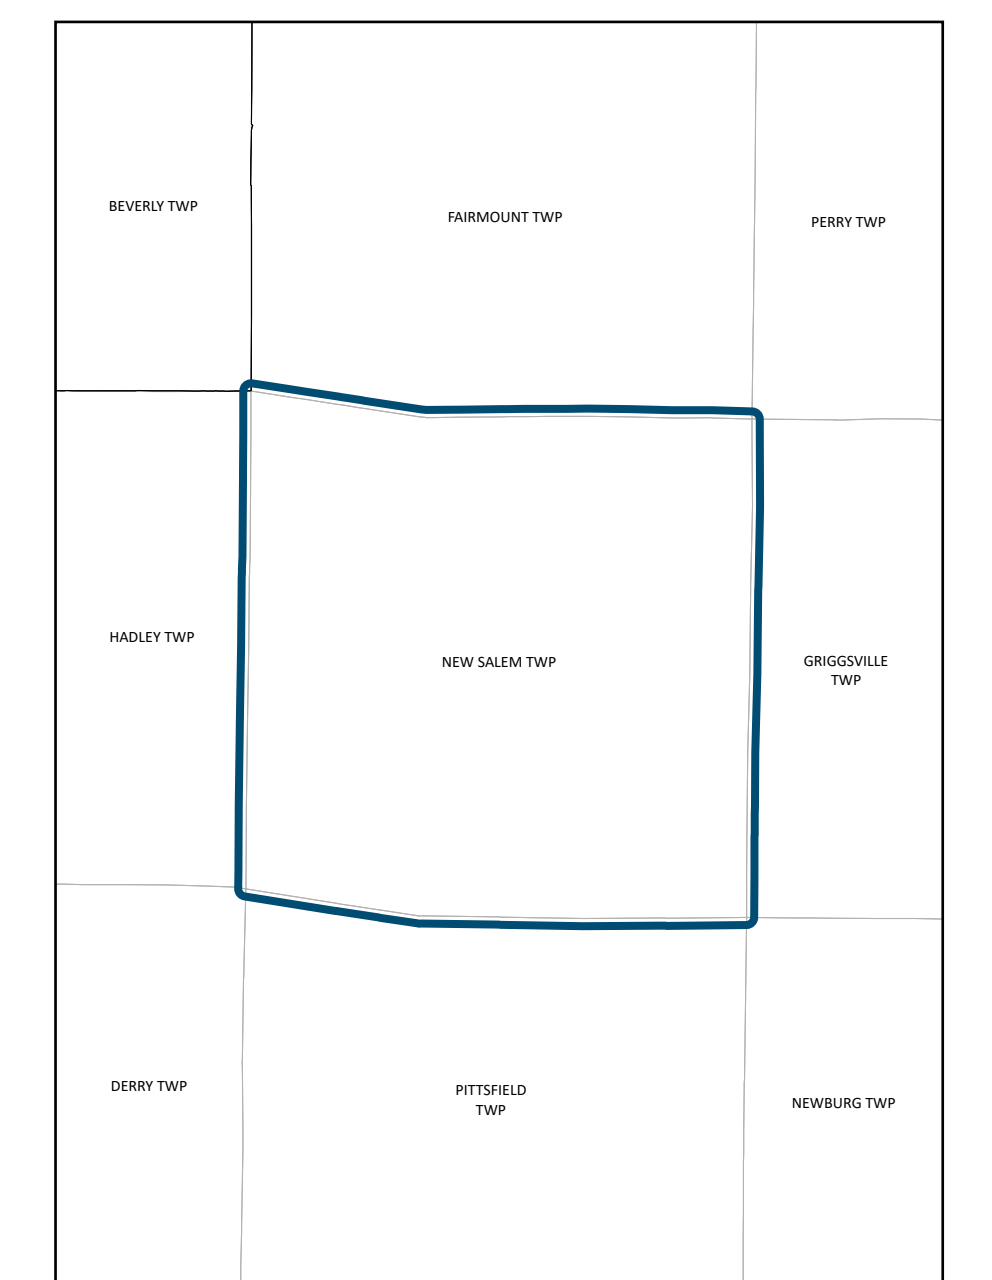 BEVERLY TWP
FAIRMOUNT TWP
PERRY TWP
HADLEY TWP
NEW SALEM TWP
GRIGGSVILLE
TWP
DERRY TWP
PITTSFIELD
TWP
NEWBURG TWP